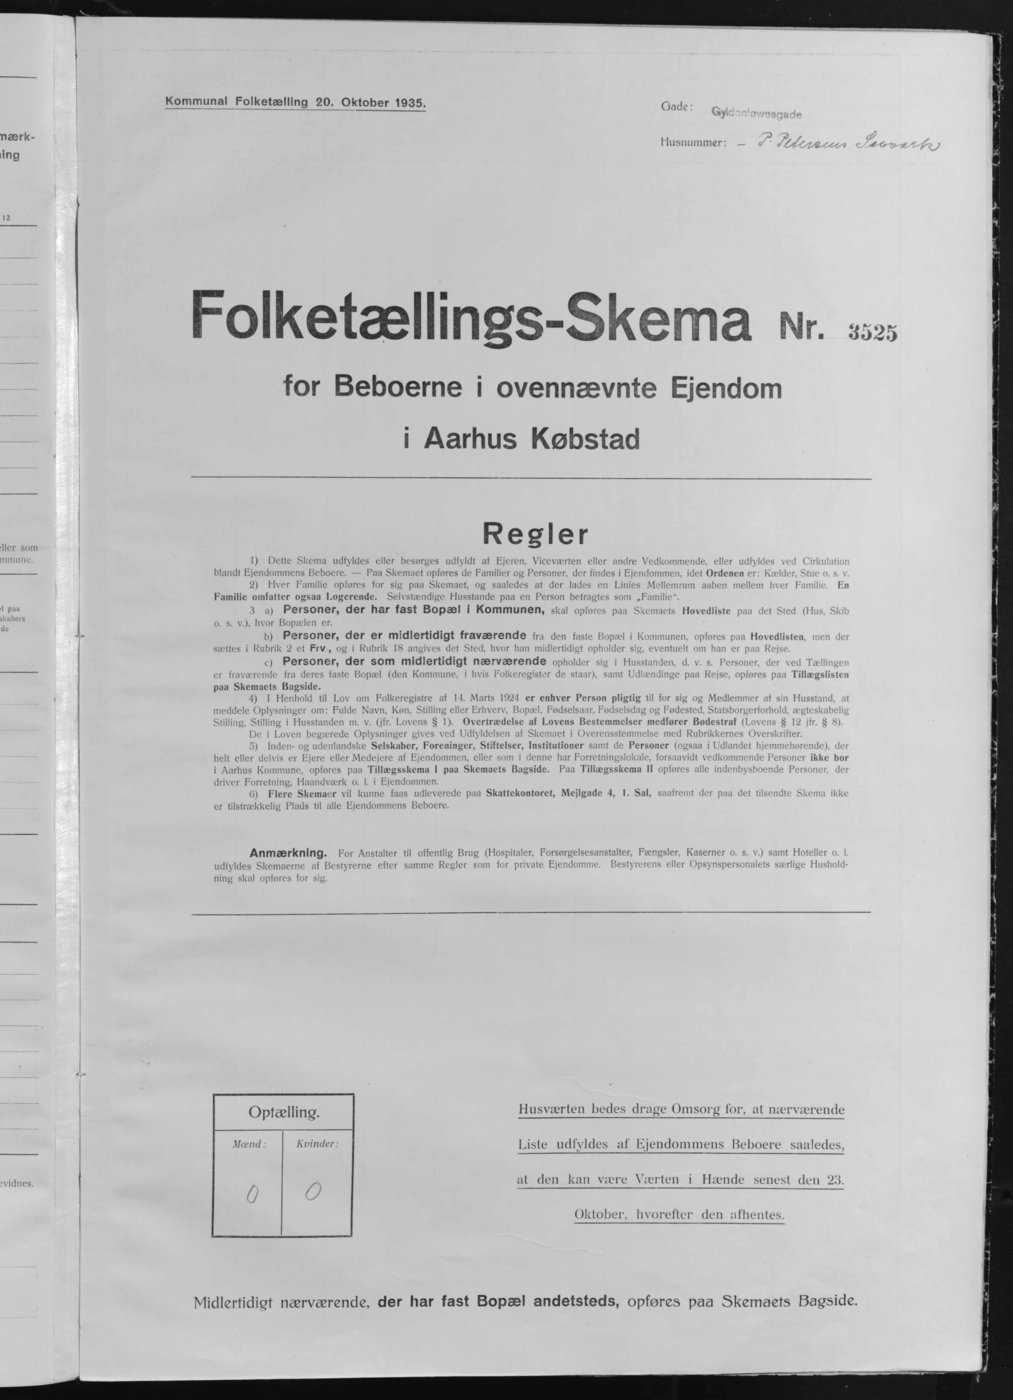 Kommunal Folketælling 20. Oktober 1935.
Gade: Gyldenløwesgade
Husnummer: – P. Petersens Savværk
Folketællings-Skema Nr. 3525
for Beboerne i ovennævnte Ejendom
i Aarhus Købstad
Regler
1) Dette Skema udfyldes eller besørges udfyldt af Ejeren, Viceværten eller andre Vedkommende, eller udfyldes ved Cirkulation
blandt Ejendommens Beboere. — Paa Skemaet opføres de Familier og Personer, der findes i Ejendommen, idet Ordenen er: Kælder, Stue o. s. v.
2) Hver Familie opføres for sig paa Skemaet, og saaledes at der lades en Linies Mellemrum aaben mellem hver Familie. En
Familie omfatter ogsaa Logerende. Selvstændige Husstande paa en Person betragtes som „Familie“.
3 a) Personer, der har fast Bopæl i Kommunen, skal opføres paa Skemaets Hovedliste paa det Sted (Hus, Skib
o. s. v.), hvor Bopælen er.
b) Personer, der er midlertidigt fraværende fra den faste Bopæl i Kommunen, opføres paa Hovedlisten, men der
sættes i Rubrik 2 et Frv., og i Rubrik 18 angives det Sted, hvor han midlertidigt opholder sig, eventuelt om han er paa Rejse.
c) Personer, der som midlertidigt nærværende opholder sig i Husstanden, d. v. s. Personer, der ved Tællingen
er fraværende fra deres faste Bopæl (den Kommune, i hvis Folkeregister de staar), samt Udlændinge paa Rejse, opføres paa Tillægslisten
paa Skemaets Bagside.
4) I Henhold til Lov om Folkeregistre af 14. Marts 1924 er enhver Person pligtig til for sig og Medlemmer af sin Husstand, at
meddele Oplysninger om: Fulde Navn, Køn, Stilling eller Erhverv, Bopæl, Fødselsaar, Fødselsdag og Fødested, Statsborgerforhold, ægteskabelig
Stilling, Stilling i Husstanden m. v. (jfr. Lovens § 1). Overtrædelse af Lovens Bestemmelser medfører Bødestraf (Lovens § 12 jfr. § 8).
De i Loven begærede Oplysninger gives ved Udfyldelsen af Skemaet i Overensstemmelse med Rubrikkernes Overskrifter.
5) Inden- og udenlandske Selskaber, Foreninger, Stiftelser, Institutioner samt de Personer (ogsaa i Udlandet hjemmehørende), der
helt eller delvis er Ejere eller Medejere af Ejendommen, eller som i denne har Forretningslokale, forsaavidt vedkommende Personer ikke bor
i Aarhus Kommune, opføres paa Tillægsskema I paa Skemaets Bagside. Paa Tillægsskema II opføres alle indenbysboende Personer, der
driver Forretning, Haandværk o. l. i Ejendommen.
6) Flere Skemaer vil kunne faas udleverede paa Skattekontoret, Mejlgade 4, 1. Sal, saafremt der paa det tilsendte Skema ikke
er tilstrækkelig Plads til alle Ejendommens Beboere.
Anmærkning. For Anstalter til offentlig Brug (Hospitaler, Forsørgelsesanstalter, Fængsler, Kaserner o. s. v.) samt Hoteller o. l.
udfyldes Skemaerne af Bestyrerne efter samme Regler som for private Ejendomme. Bestyrerens eller Opsynspersonalets særlige Hushold-
ning skal opføres for sig.
Optælling.
Mænd: Kvinder:
0 0
Husværten bedes drage Omsorg for, at nærværende
Liste udfyldes af Ejendommens Beboere saaledes,
at den kan være Værten i Hænde senest den 23.
Oktober, hvorefter den afhentes.
Midlertidigt nærværende, der har fast Bopæl andetsteds, opføres paa Skemaets Bagside.